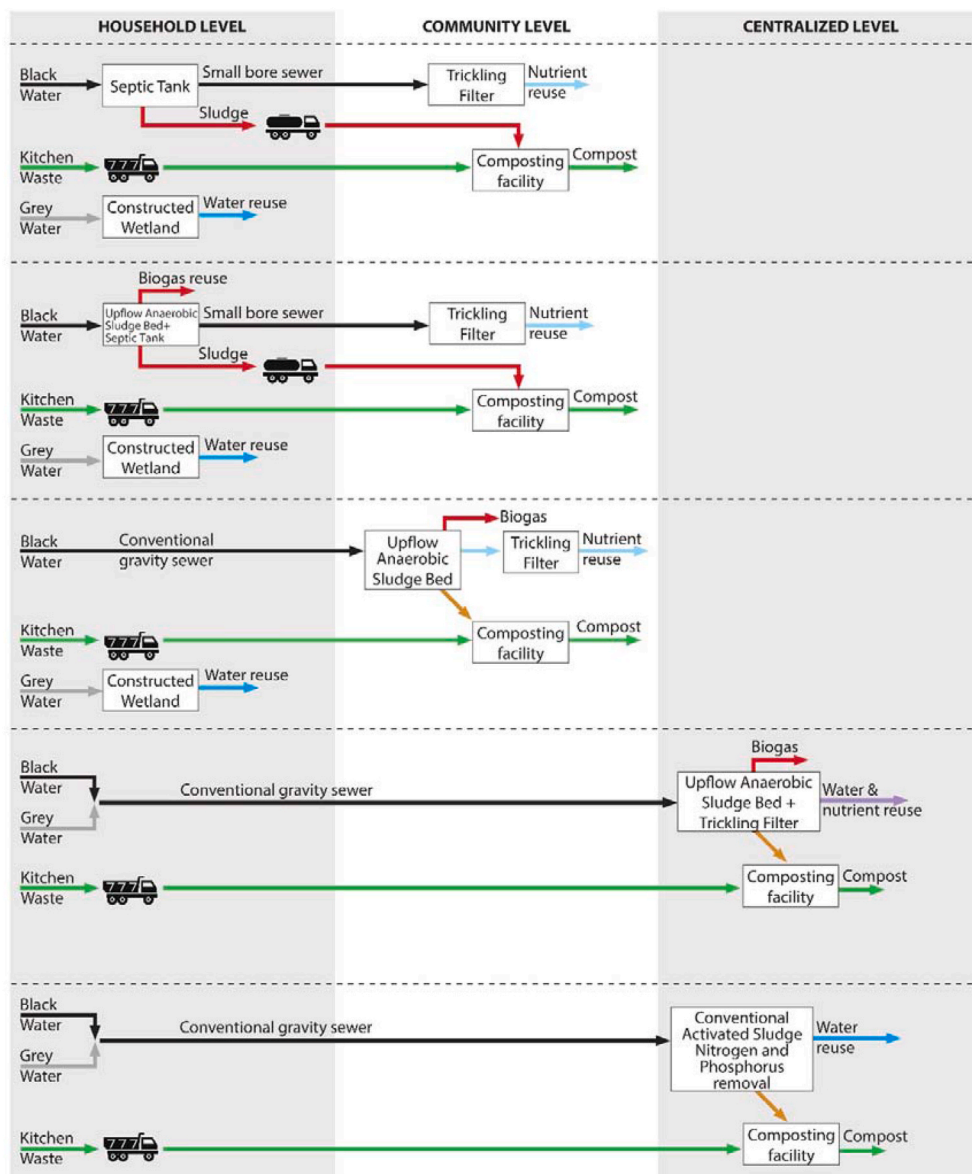 HOUSEHOLD LEVEL
COMMUNITY LEVEL
CENTRALIZED LEVEL
Black
Water
Septic Tank
Small bore sewer
Trickling
Filter
Nutrient
reuse
Sludge
Kitchen
Waste
777
Composting
facility
Compost
Grey
Water
Constructed
Wetland
Water reuse
Biogas reuse
Black
Water
Upflow Anaerobic
Sludge Bed+
Septic Tank
Small bore sewer
Trickling
Filter
Nutrient
reuse
Sludge
Kitchen
Waste
777
Composting
facility
Compost
Grey
Water
Constructed
Wetland
Water reuse
Biogas
Black
Water
Conventional
gravity sewer
Upflow
Anaerobic
Sludge Bed
Trickling
Filter
Nutrient
reuse
Kitchen
Waste
777
Composting
facility
Compost
Grey
Water
Constructed
Wetland
Water reuse
Biogas
Black
Water
Grey
Water
Conventional gravity sewer
Upflow Anaerobic
Sludge Bed +
Trickling Filter
Water &
nutrient reuse
Kitchen
Waste
777
Composting
facility
Compost
Black
Water
Grey
Water
Conventional gravity sewer
Conventional
Activated Sludge
Nitrogen and
Phosphorus
removal
Water
reuse
Kitchen
Waste
777
Composting
facility
Compost